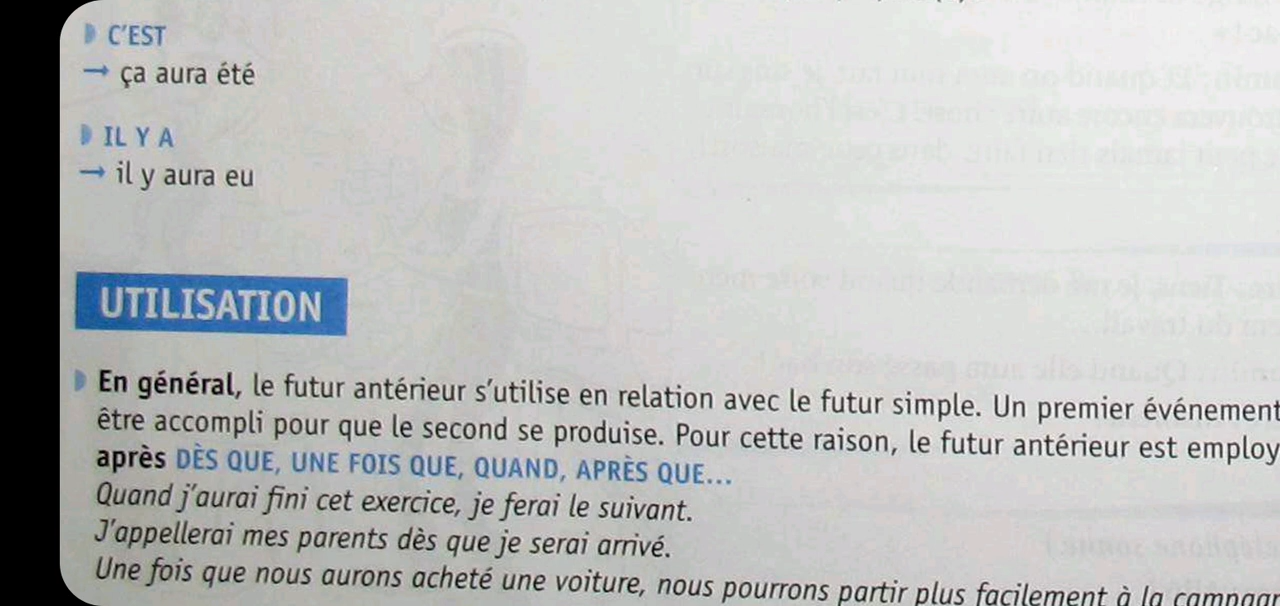 C'EST
→ ça aura été
IL Y A
→ il y aura eu
UTILISATION
En général, le futur antérieur s'utilise en relation avec le futur simple. Un premier événement
être accompli pour que le second se produise. Pour cette raison, le futur antérieur est employ
après DÈS QUE, UNE FOIS QUE, QUAND, APRÈS QUE...
Quand j'aurai fini cet exercice, je ferai le suivant.
J'appellerai mes parents dès que je serai arrivé.
Une fois que nous aurons acheté une voiture, nous pourrons partir plus facilement à la